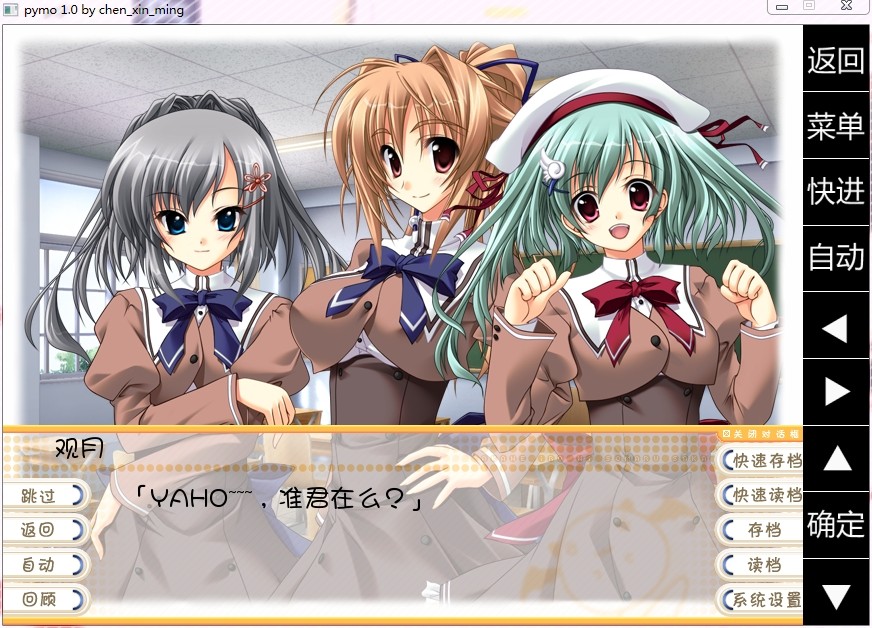 pymo 1.0 by chen_xin_ming
返回
菜单
快进
自动
确定
关闭对话框
观月
「YAHO~~~，准君在么？」
跳过
返回
自动
回顾
快速存档
快速读档
存档
读档
系统设置